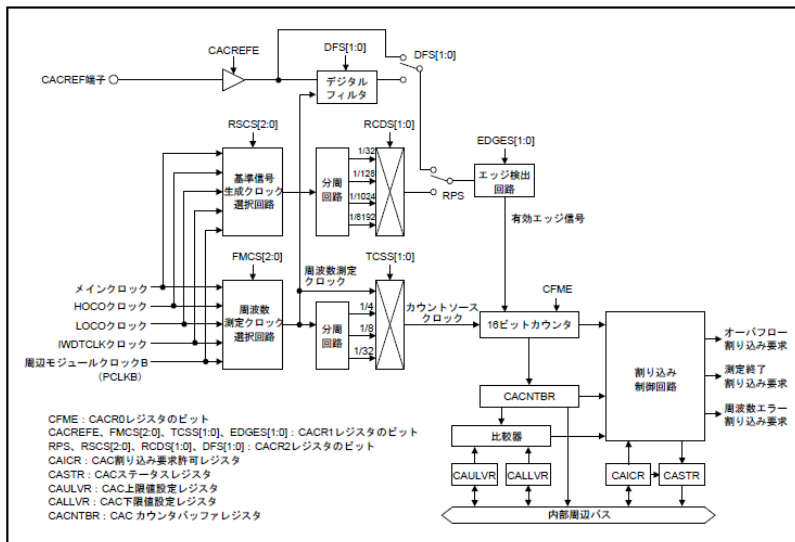 CACREFE
DFS[1:0]
DFS[1:0]
CACREF端子
デジタル
フィルタ
RSCS[2:0]
RCDS[1:0]
EDGES[1:0]
基準信号
生成クロック
選択回路
分周
回路
1/32
1/128
1/1024
1/8192
RPS
エッジ検出
回路
有効エッジ信号
FMCS[2:0]
周波数測定
クロック
TCSS[1:0]
CFME
メインクロック
HOCOクロック
LOCOクロック
IWDTCLKクロック
周辺モジュールクロックB
(PCLKB)
周波数
測定クロック
選択回路
分周
回路
1/4
1/8
1/32
カウントソース
クロック
16ビットカウンタ
割り込み
制御回路
オーバフロー
割り込み要求
測定終了
割り込み要求
周波数エラー
割り込み要求
CACNTBR
比較器
CAULVR
CALLVR
CAICR
CASTR
内部周辺バス
CFME：CACR0レジスタのビット
CACREFE、FMCS[2:0]、TCSS[1:0]、EDGES[1:0]：CACR1レジスタのビット
RPS、RSCS[2:0]、RCDS[1:0]、DFS[1:0]：CACR2レジスタのビット
CAICR：CAC割り込み要求許可レジスタ
CASTR：CACステータスレジスタ
CAULVR：CAC上限値設定レジスタ
CALLVR：CAC下限値設定レジスタ
CACNTBR：CAC カウンタバッファレジスタ